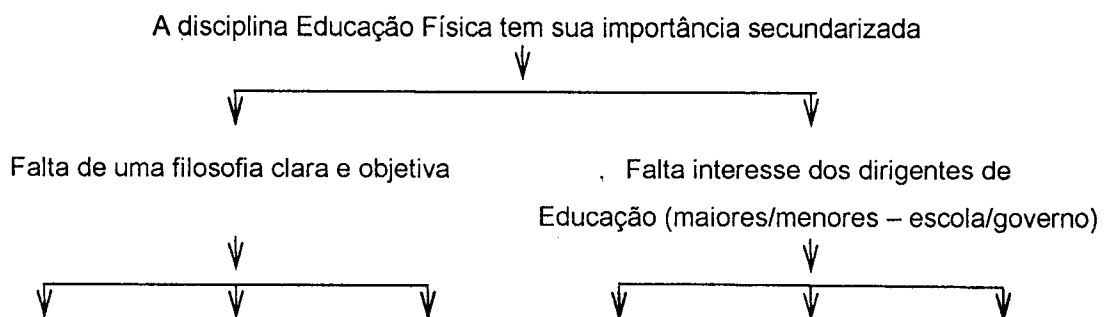 A disciplina Educação Física tem sua importância secundarizada
Falta de uma filosofia clara e objetiva
Falta interesse dos dirigentes de
Educação (maiores/menores – escola/governo)